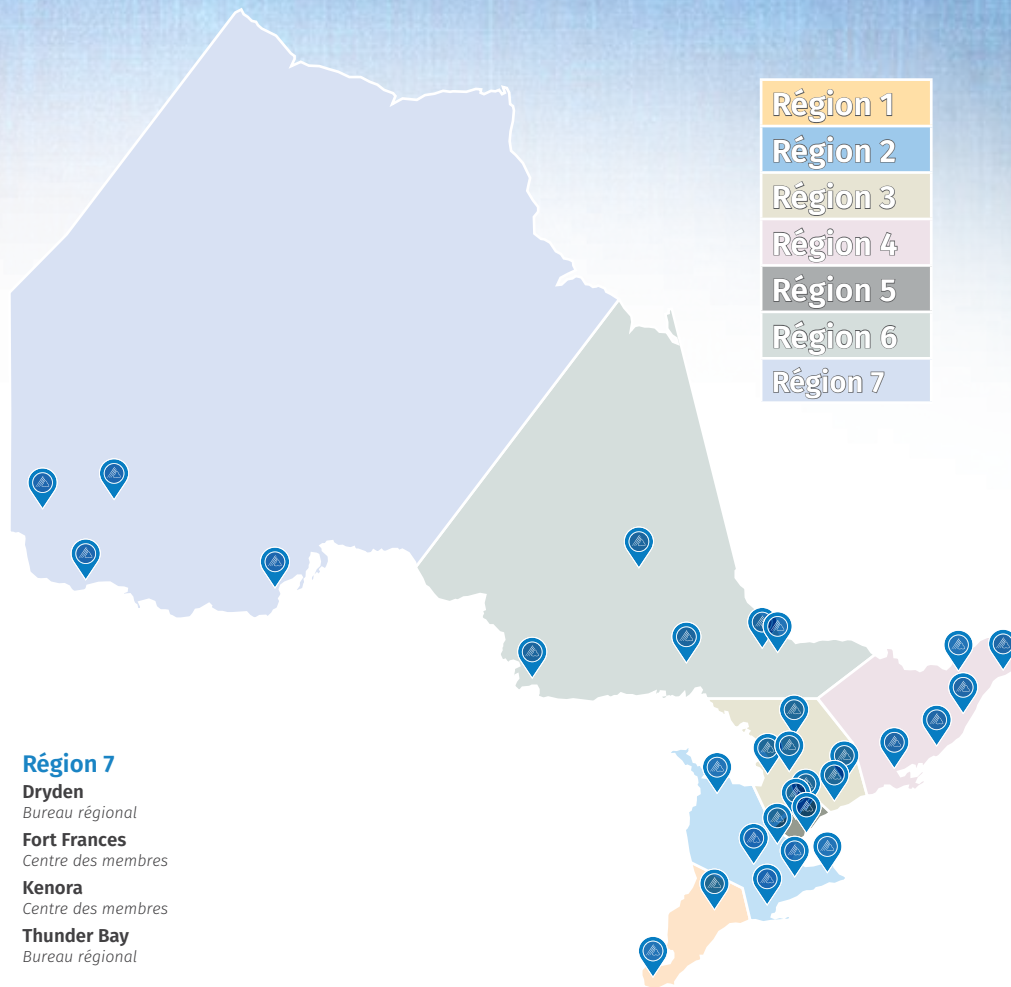 Région 1
Région 2
Région 3
Région 4
Région 5
Région 6
Région 7
Région 7
Dryden
Bureau régional
Fort Frances
Centre des membres
Kenora
Centre des membres
Thunder Bay
Bureau régional